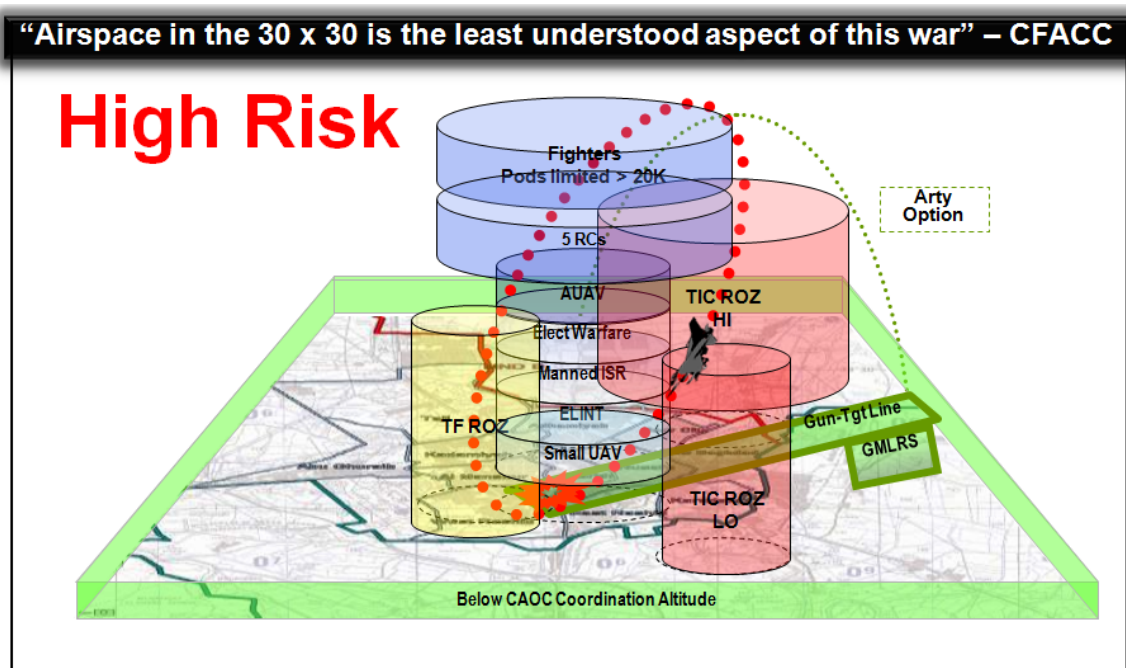 “Airspace in the 30 x 30 is the least understood aspect of this war” – CFACC
High Risk
Fighters
Pods limited > 20K
Arty
Option
5 RCs
AUAV
TIC ROZ
HI
Elect Warfare
Manned ISR
ELINT
Gun-Tgt Line
TF ROZ
GMLRS
Small UAV
TIC ROZ
LO
Below CAOC Coordination Altitude